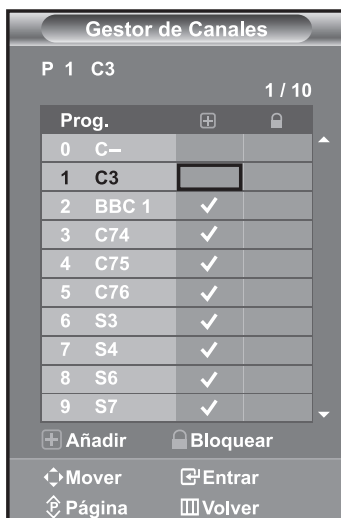 Gestor de Canales
P 1 C3
1 / 10
Prog.
0 C–
1 C3
2 BBC 1
3 C74
4 C75
5 C76
6 S3
7 S4
8 S6
9 S7
Añadir Bloquear
Mover Entrar
P Página Volver